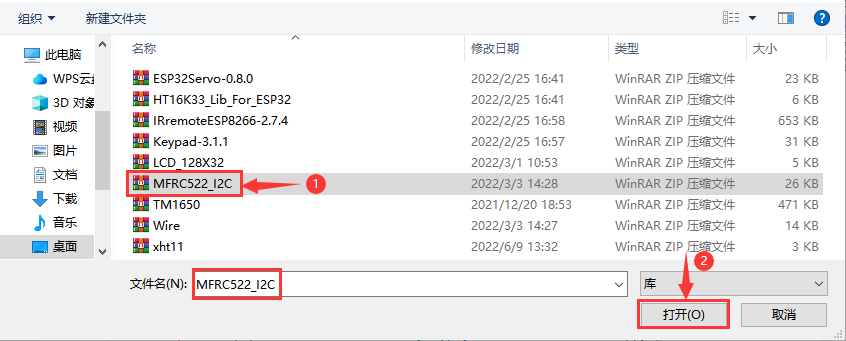 组织 新建文件夹
名称 修改日期 类型 大小
此电脑
WPS云盘
3D 对象
视频
图片
文档
下载
音乐
桌面
ESP32Servo-0.8.0 2022/2/25 16:41 WinRAR ZIP 压缩文件 23 KB
HT16K33_Lib_For_ESP32 2022/2/25 16:41 WinRAR ZIP 压缩文件 6 KB
IRremoteESP8266-2.7.4 2022/2/25 16:58 WinRAR ZIP 压缩文件 653 KB
Keypad-3.1.1 2022/2/25 16:57 WinRAR ZIP 压缩文件 31 KB
LCD_128X32 2022/3/1 10:53 WinRAR ZIP 压缩文件 5 KB
MFRC522_I2C 1 2022/3/3 14:28 WinRAR ZIP 压缩文件 26 KB
TM1650 2021/12/20 18:53 WinRAR ZIP 压缩文件 471 KB
Wire 2022/3/3 14:27 WinRAR ZIP 压缩文件 14 KB
xht11 2022/6/9 13:32 WinRAR ZIP 压缩文件 3 KB
2
文件名(N): MFRC522_I2C 库
打开(O) 取消